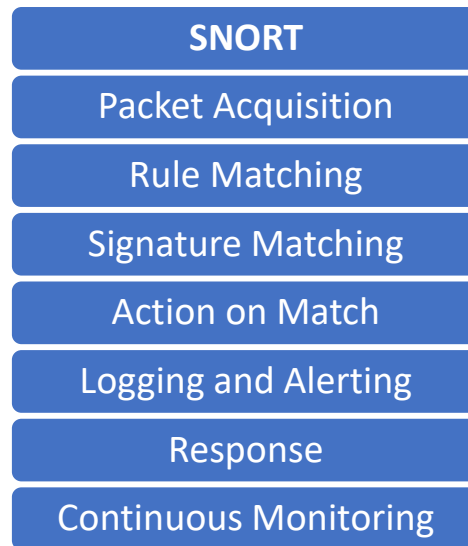 SNORT
Packet Acquisition
Rule Matching
Signature Matching
Action on Match
Logging and Alerting
Response
Continuous Monitoring